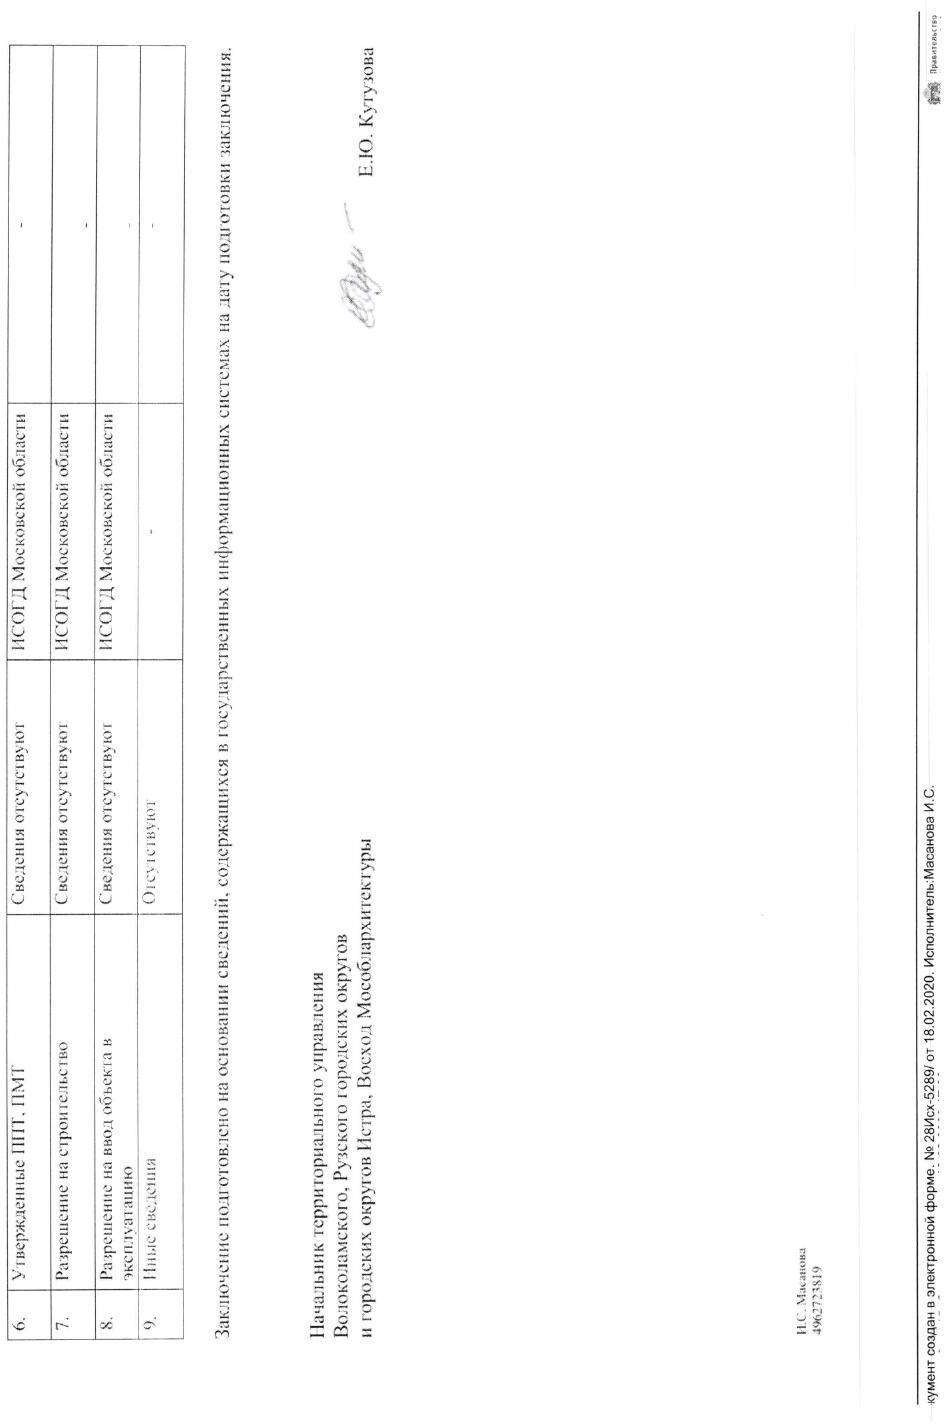 6. Утвержденные ППТ, ПМТ Сведения отсутствуют ИСОГД Московской области -
7. Разрешение на строительство Сведения отсутствуют ИСОГД Московской области -
8. Разрешение на ввод объекта в Сведения отсутствуют ИСОГД Московской области -
эксплуатацию
9. Иные сведения Отсутствуют - -
Заключение подготовлено на основании сведений, содержащихся в государственных информационных системах на дату подготовки заключения.
Начальник территориального управления
Волоколамского, Рузского городских округов
и городских округов Истра, Восход Мособлархитектуры Е.Ю. Кутузова
И.С. Масанова
4962723819
кумент создан в электронной форме. № 28Исх-5289/ от 18.02.2020. Исполнитель:Масанова И.С.
Правительство